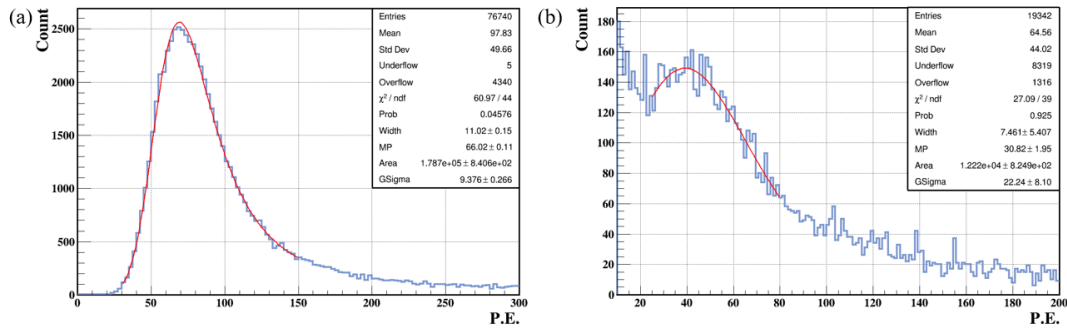 (a)
Count
2500
2000
1500
1000
500
0
0 50 100 150 200 250 300
P.E.
Entries 76740
Mean 97.83
Std Dev 49.66
Underflow 5
Overflow 4340
χ² / ndf 60.97 / 44
Prob 0.04576
Width 11.02 ± 0.15
MP 66.02 ± 0.11
Area 1.787e+05 ± 8.406e+02
GSigma 9.376 ± 0.266
(b)
Count
180
160
140
120
100
80
60
40
20
0
20 40 60 80 100 120 140 160 180 200
P.E.
Entries 19342
Mean 64.56
Std Dev 44.02
Underflow 8319
Overflow 1316
χ² / ndf 27.09 / 39
Prob 0.925
Width 7.461 ± 5.407
MP 30.82 ± 1.95
Area 1.222e+04 ± 8.249e+02
GSigma 22.24 ± 8.10